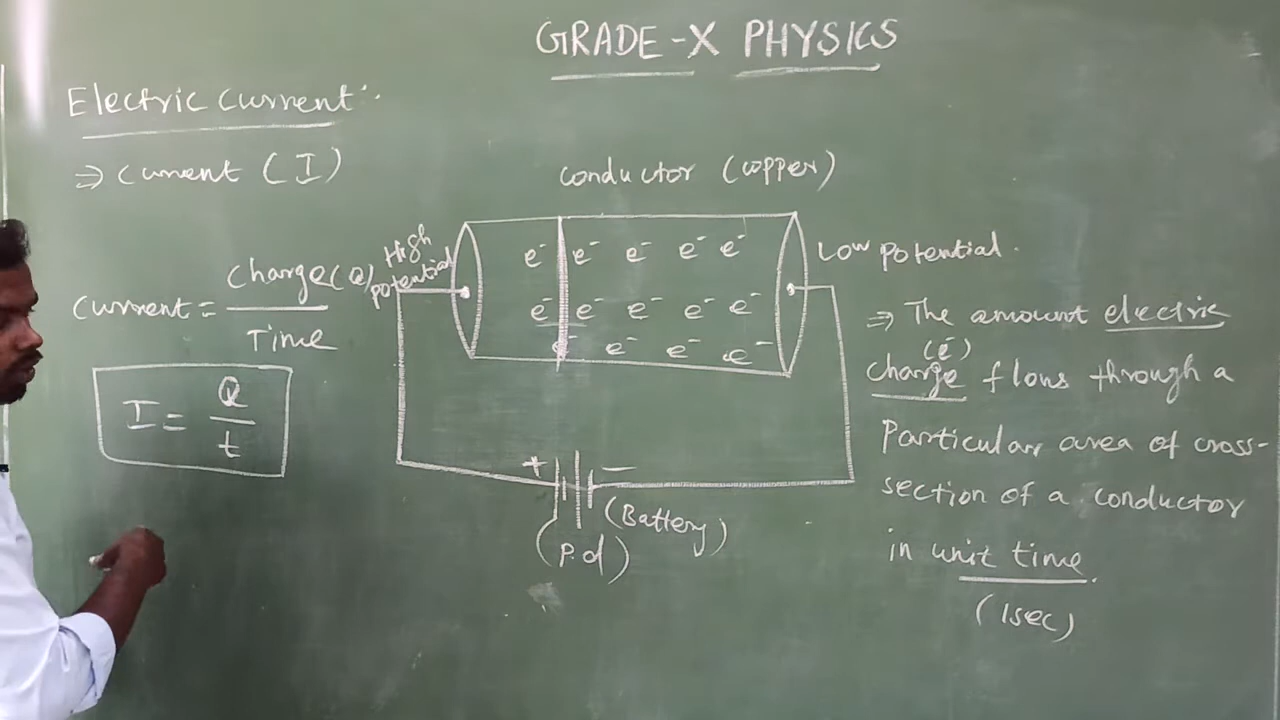 GRADE-X PHYSICS
Electric current:-
⇒ current (I)
Current = Charge(Q)
Time
I = Q
t
conductor (copper)
High
potential
e⁻ e⁻ e⁻ e⁻ e⁻
e⁻ e⁻ e⁻ e⁻ e⁻
e⁻ e⁻ e⁻ e⁻
Low potential.
+ −
(Battery)
(P.d)
⇒ The amount electric
(e⁻)
charge flows through a
Particular area of cross-
section of a conductor
in unit time.
(1sec)